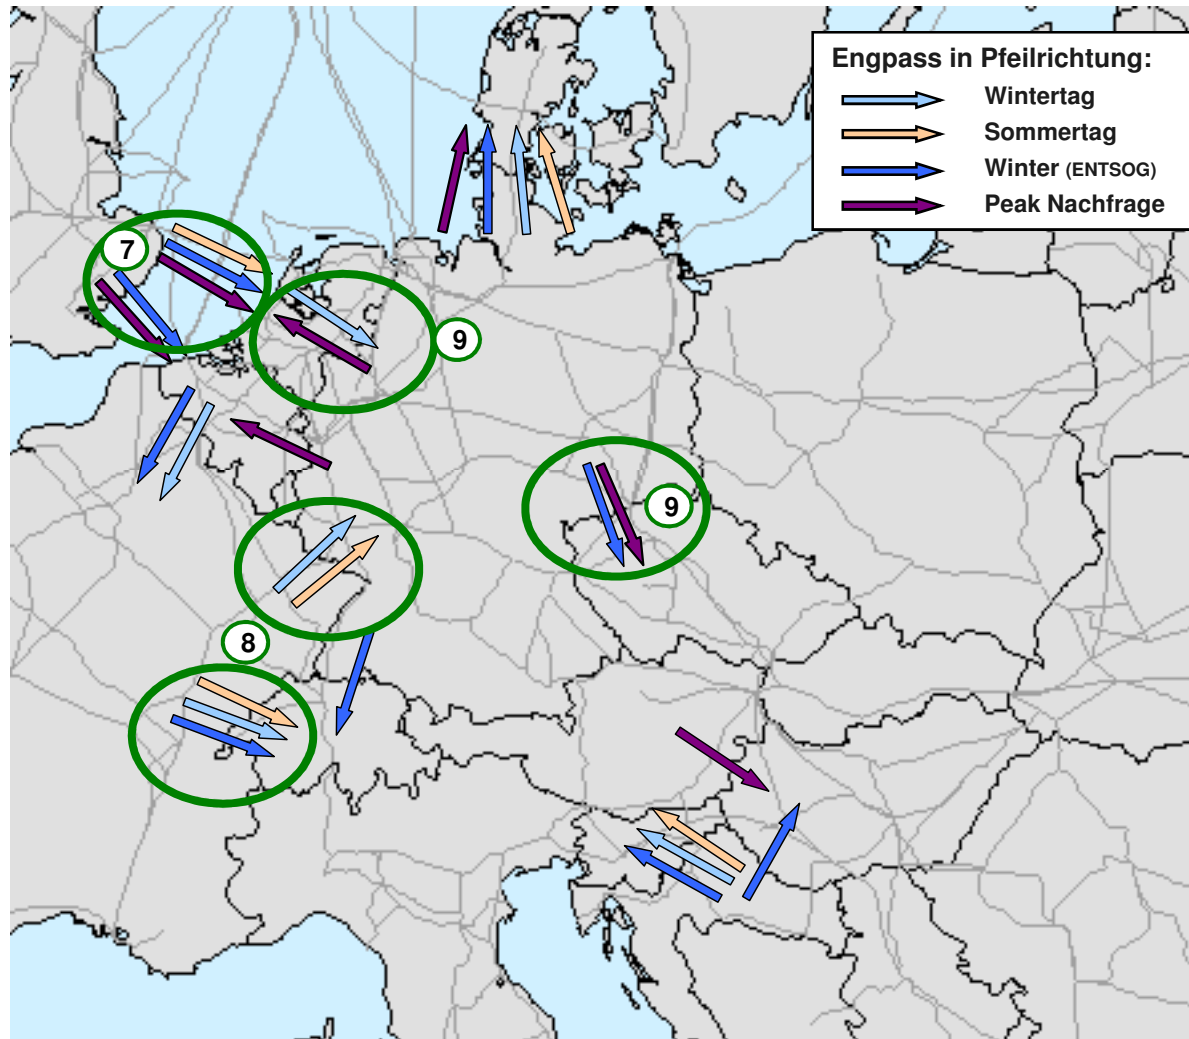 Engpass in Pfeilrichtung:
Wintertag
Sommertag
Winter (ENTSOG)
Peak Nachfrage
7
9
9
8